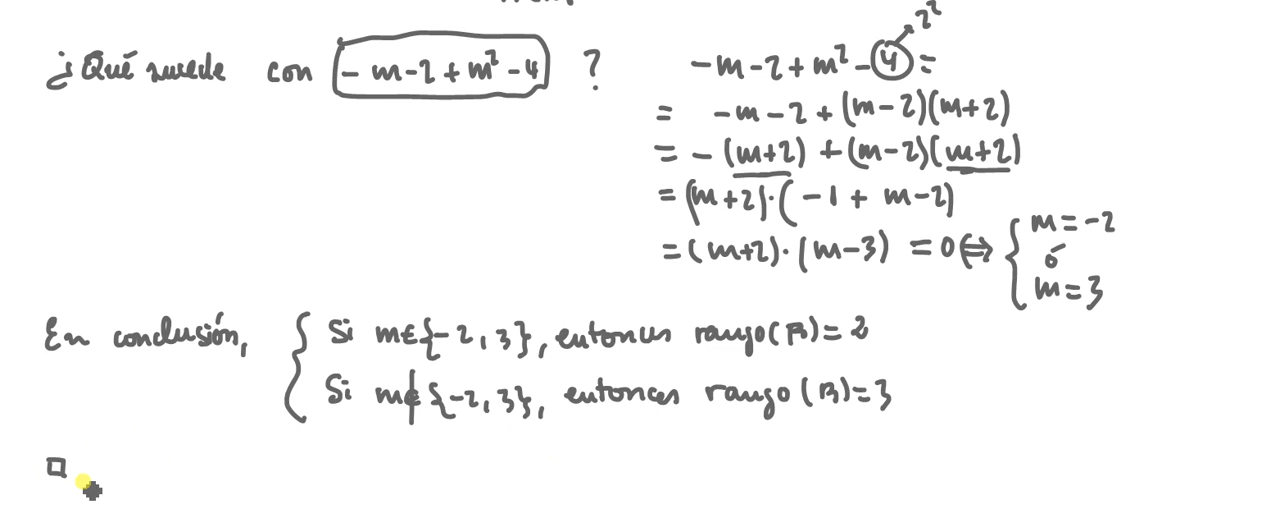 ¿Qué sucede con - m-2+m²-4 ?
-m-2+m²-4=
2²
= -m-2+(m-2)(m+2)
= -(m+2)+(m-2)(m+2)
= (m+2)·(-1+m-2)
= (m+2)·(m-3) = 0 ⇔ { m=-2
ó
m=3
En conclusión, { Si m∈{-2,3}, entonces rango(B)=2
Si m∉{-2,3}, entonces rango(B)=3